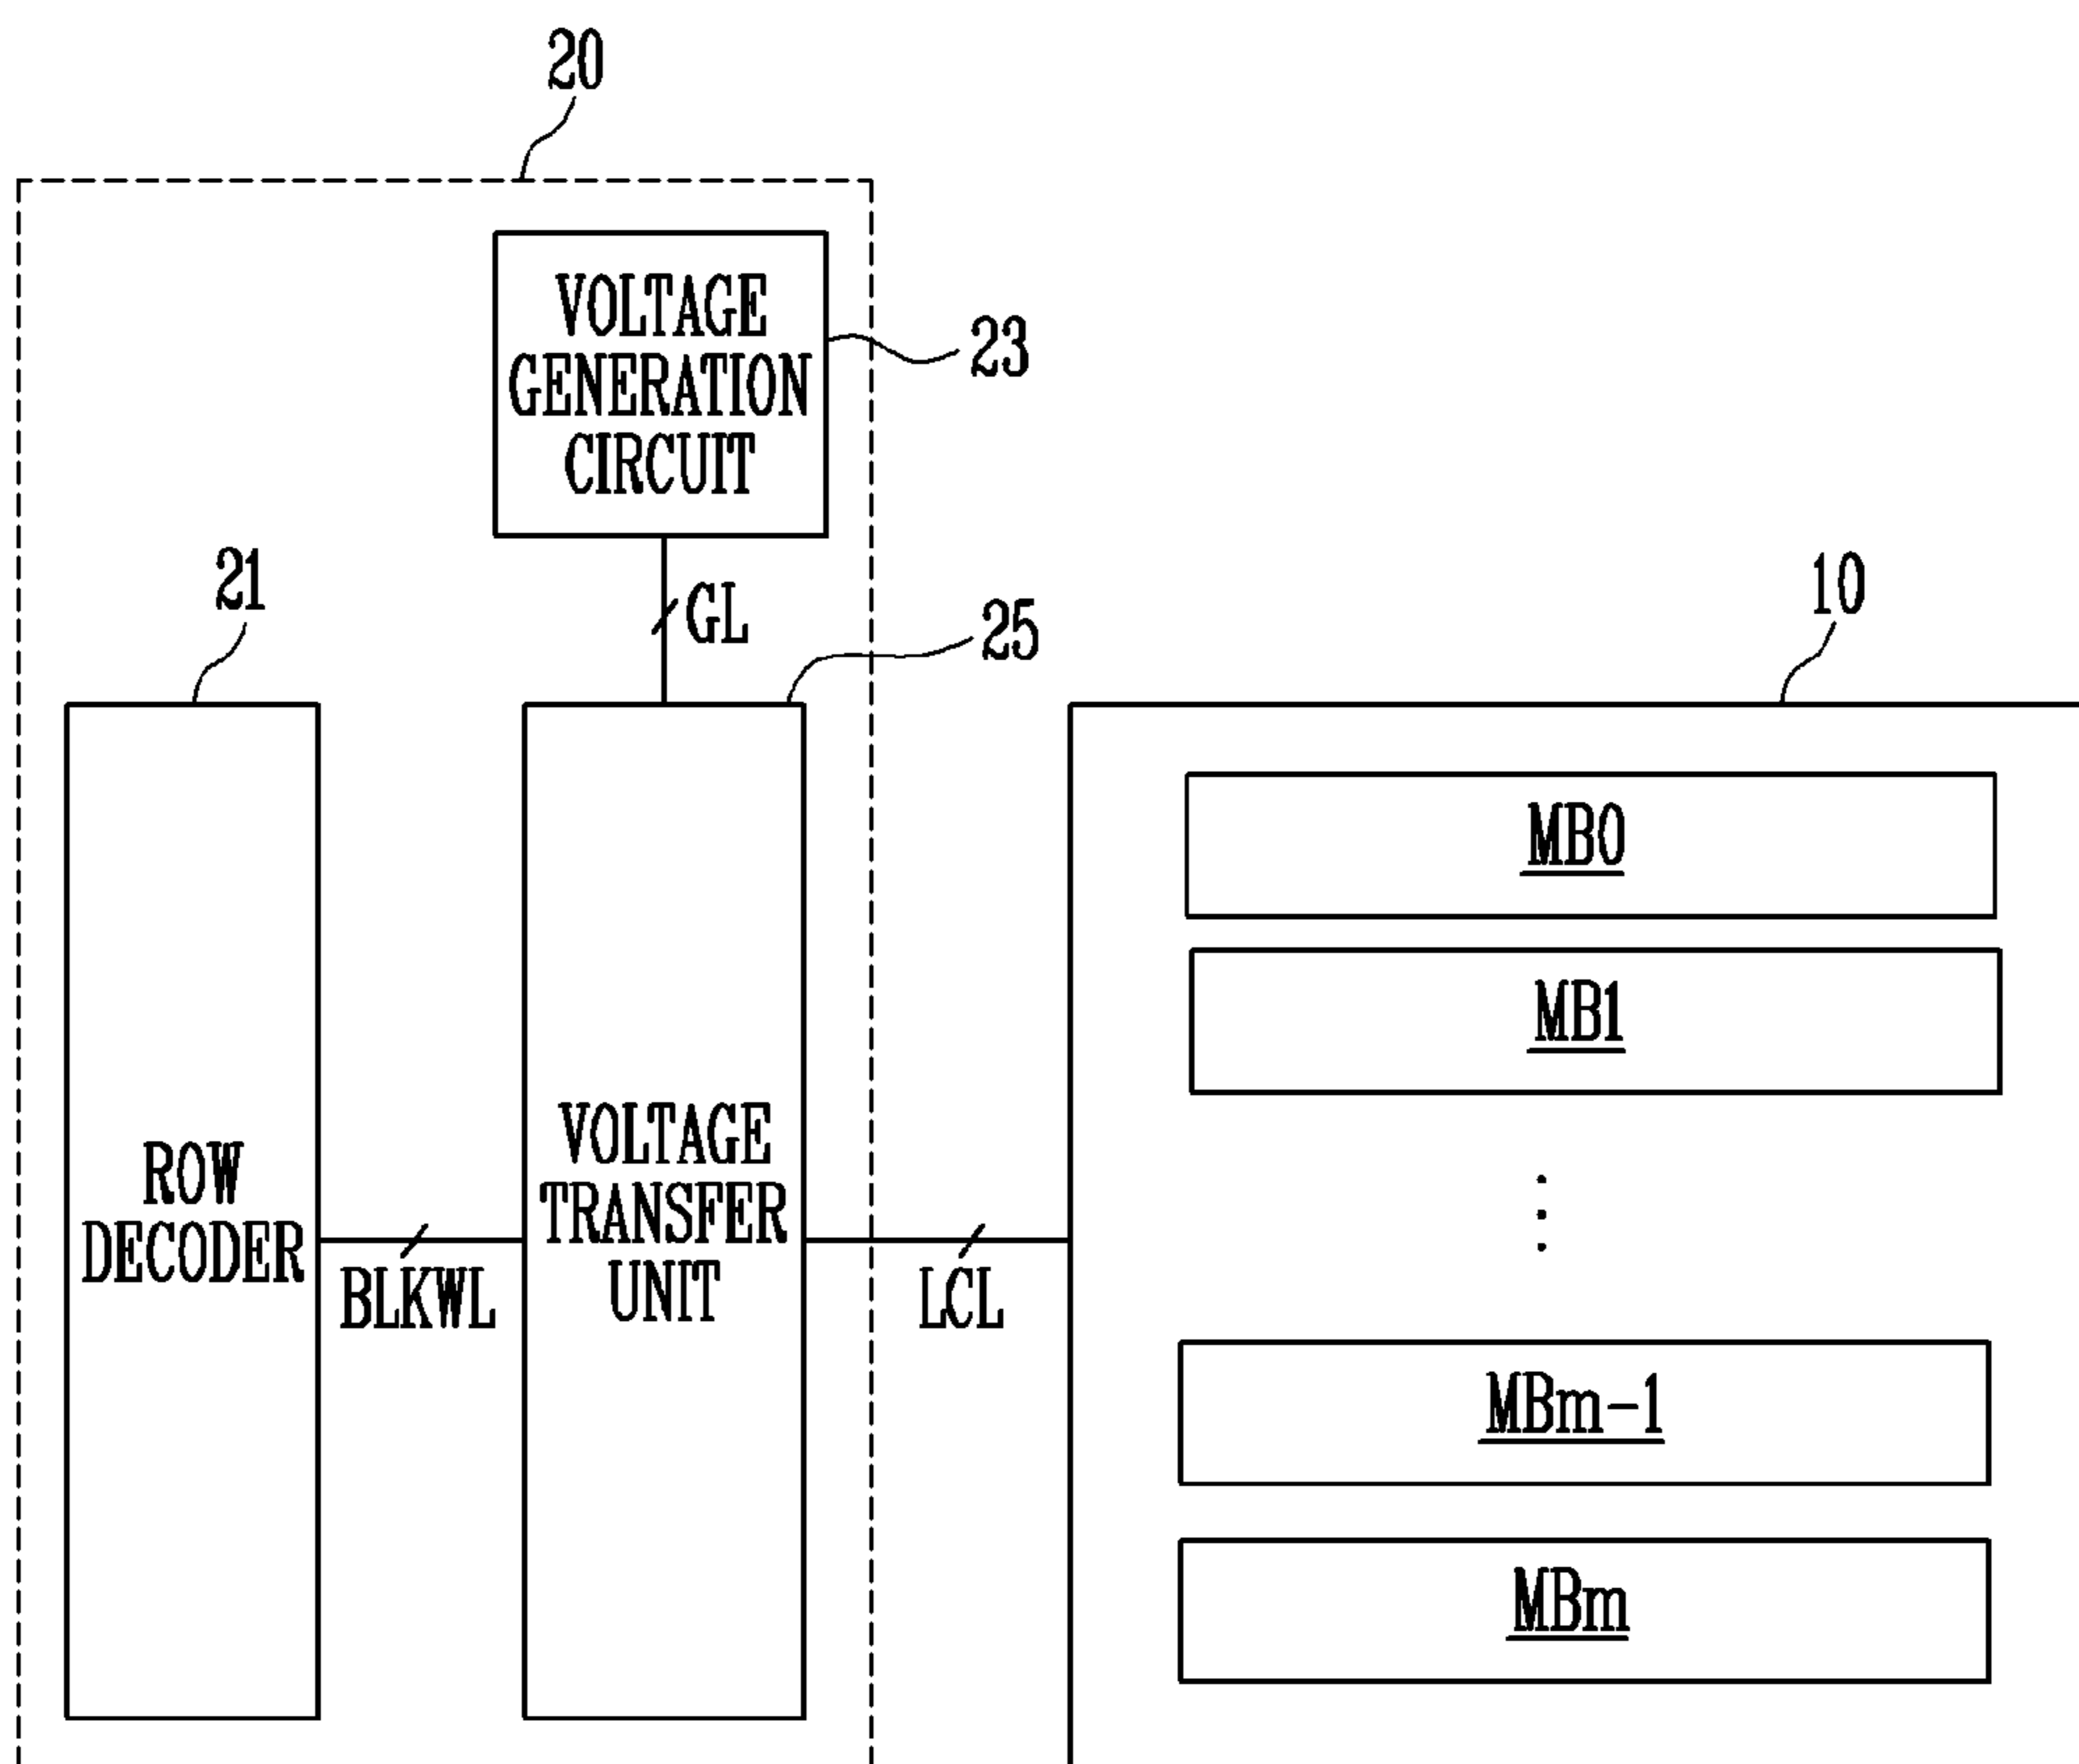 20
VOLTAGE
GENERATION
CIRCUIT
23
GL
21
25
10
ROW
DECODER
BLKWL
VOLTAGE
TRANSFER
UNIT
LCL
MB0
MB1
MBm-1
MBm